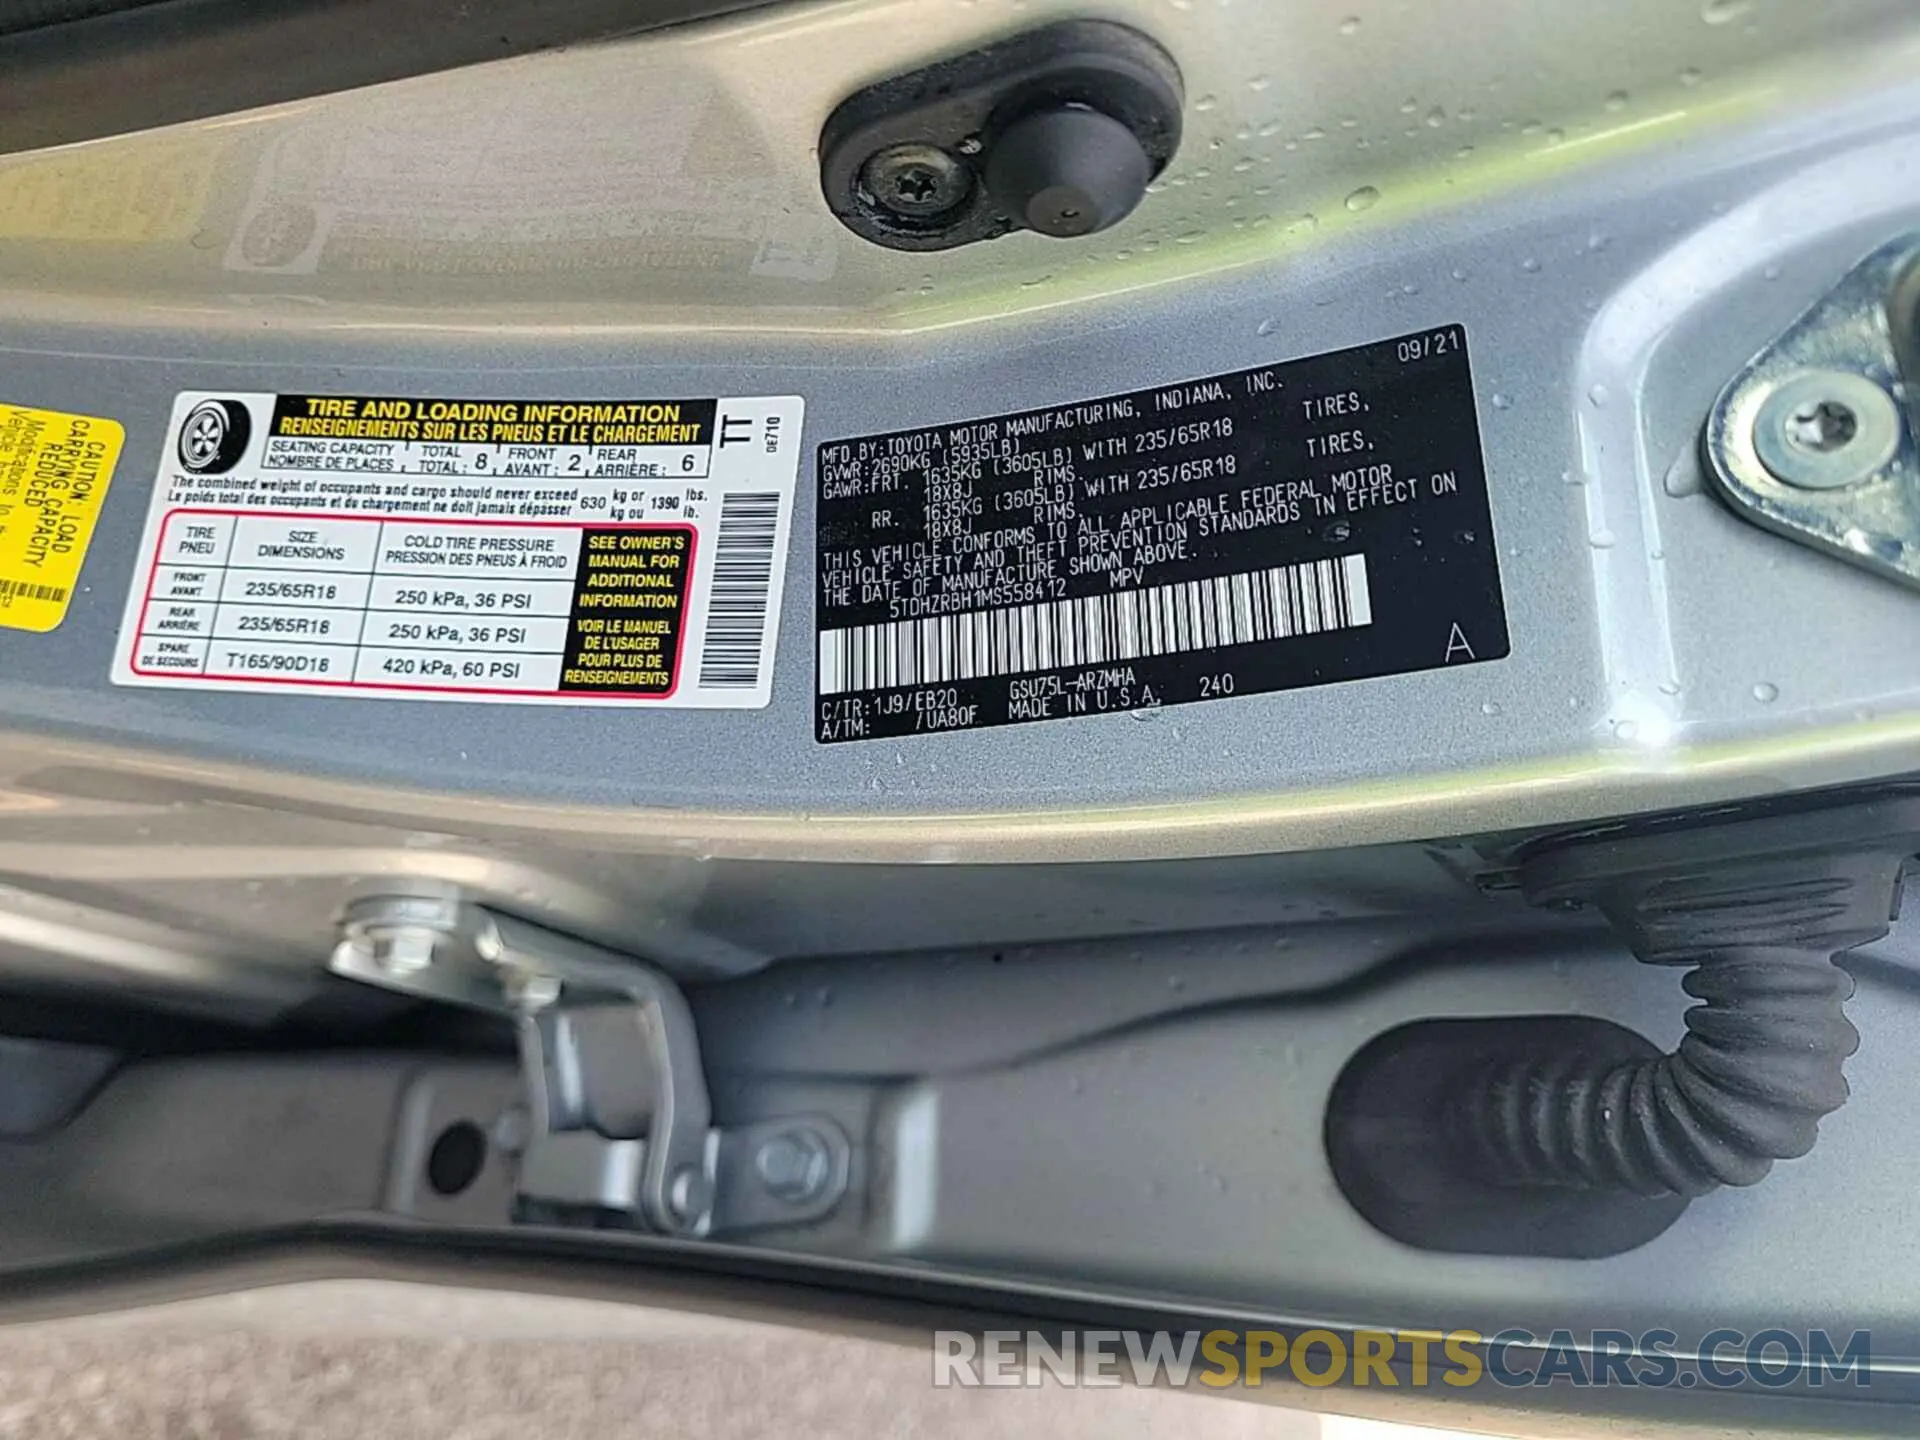 CAUTION: LOAD
CARRYING CAPACITY
REDUCED
TIRE AND LOADING INFORMATION
RENSEIGNEMENTS SUR LES PNEUS ET LE CHARGEMENT
SEATING CAPACITY TOTAL FRONT REAR
NOMBRE DE PLACES TOTAL: 8 AVANT: 2 ARRIÈRE: 6
The combined weight of occupants and cargo should never exceed 630 kg or 1390 lbs.
Le poids total des occupants et du chargement ne doit jamais dépasser kg ou lb.
TIRE SIZE COLD TIRE PRESSURE
PNEU DIMENSIONS PRESSION DES PNEUS À FROID
FRONT
AVANT 235/65R18 250 kPa, 36 PSI
REAR
ARRIÈRE 235/65R18 250 kPa, 36 PSI
SPARE
DE SECOURS T165/90D18 420 kPa, 60 PSI
SEE OWNER'S
MANUAL FOR
ADDITIONAL
INFORMATION
VOIR LE MANUEL
DE L'USAGER
POUR PLUS DE
RENSEIGNEMENTS
TT
0E710
09/21
MFD. BY: TOYOTA MOTOR MANUFACTURING, INDIANA, INC.
GVWR: 2690KG (5935LB)
GAWR: FRT. 1635KG (3605LB) WITH 235/65R18 TIRES,
18X8J RIMS.
RR. 1635KG (3605LB) WITH 235/65R18 TIRES,
18X8J RIMS.
THIS VEHICLE CONFORMS TO ALL APPLICABLE FEDERAL MOTOR
VEHICLE SAFETY AND THEFT PREVENTION STANDARDS IN EFFECT ON
THE DATE OF MANUFACTURE SHOWN ABOVE.
5TDHZRBH1MS558412 MPV
A
C/TR: 1J9/EB20 GSU75L-ARZMHA 240
A/TM: /UA80F MADE IN U.S.A.
RENEWSPORTSCARS.COM